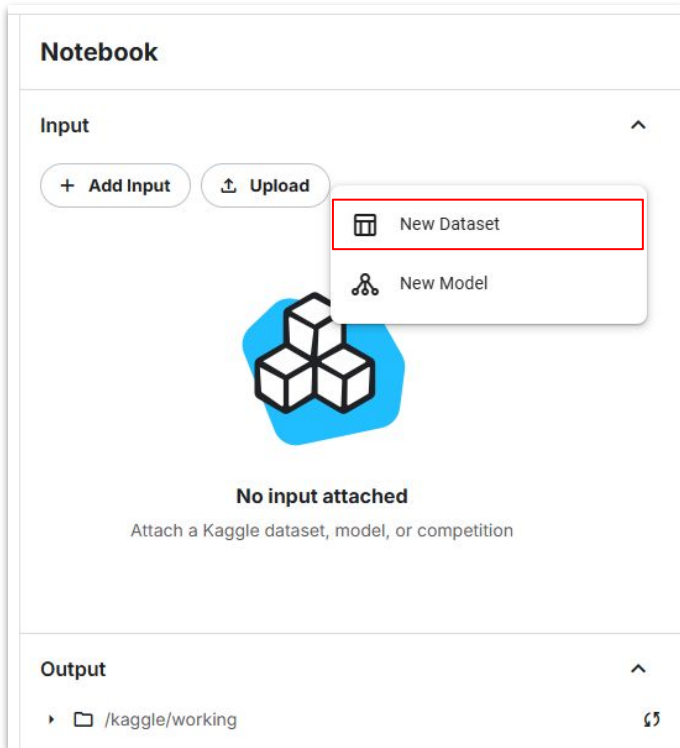 Notebook
Input
+ Add Input
Upload
New Dataset
New Model
No input attached
Attach a Kaggle dataset, model, or competition
Output
/kaggle/working